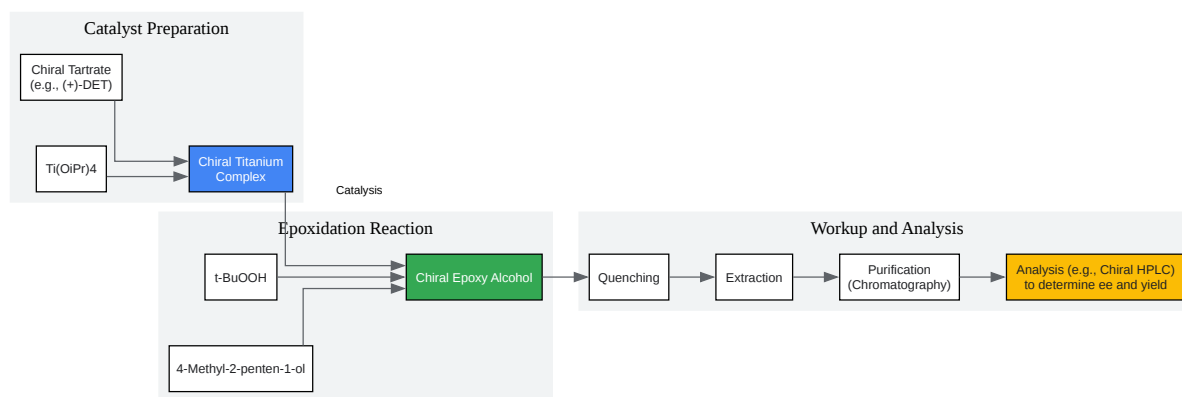 Catalyst Preparation
Chiral Tartrate
(e.g., (+)-DET)
Ti(OiPr)4
Chiral Titanium
Complex
Catalysis
Epoxidation Reaction
t-BuOOH
Chiral Epoxy Alcohol
4-Methyl-2-penten-1-ol
Workup and Analysis
Quenching
Extraction
Purification
(Chromatography)
Analysis (e.g., Chiral HPLC)
to determine ee and yield